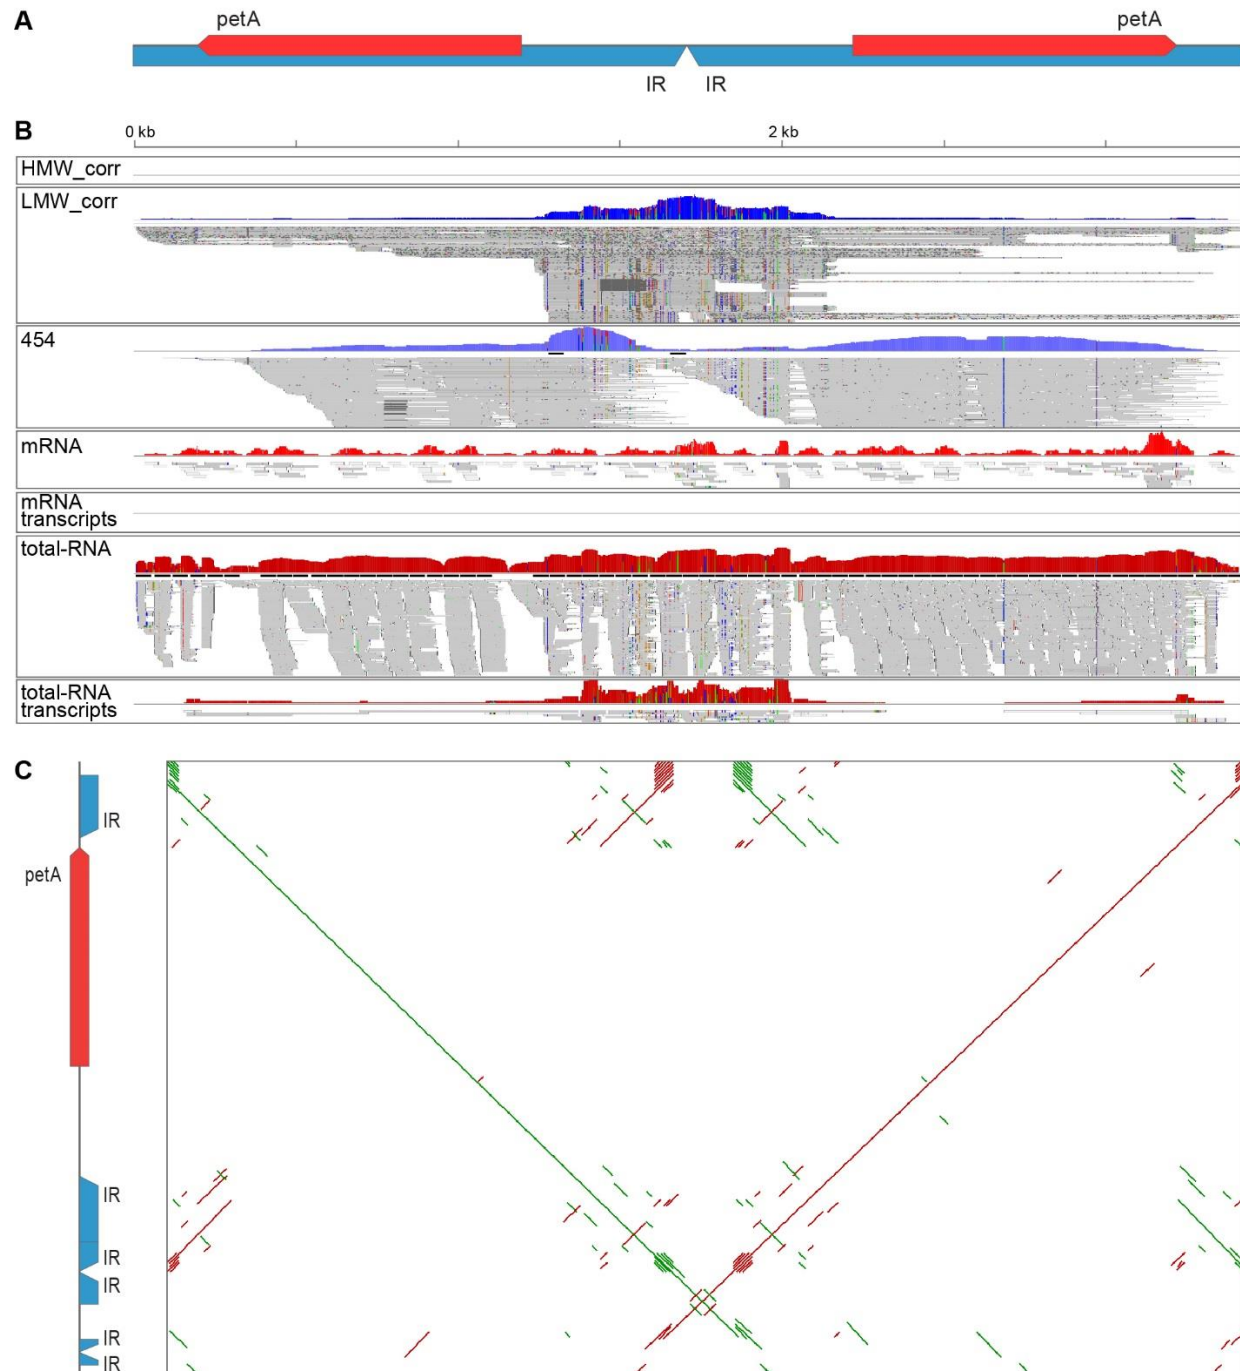 A
petA petA
IR IR
B
0 kb 2 kb
HMW_corr
LMW_corr
454
mRNA
mRNA
transcripts
total-RNA
total-RNA
transcripts
C
IR
petA
IR
IR
IR
IR
IR